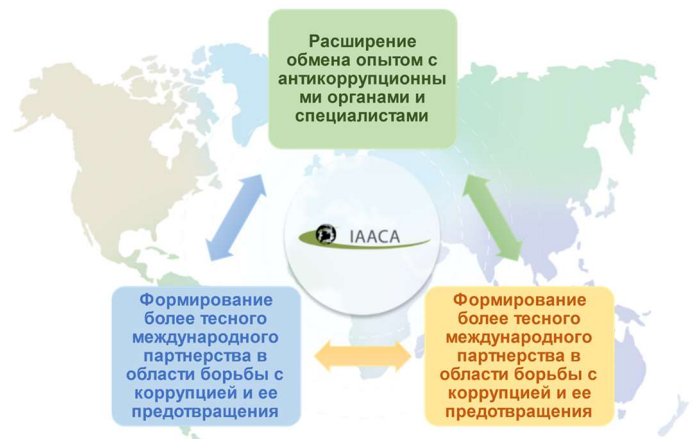 Расширение
обмена опытом с
антикоррупционны
ми органами и
специалистами
IAACA
Формирование
более тесного
международного
партнерства в
области борьбы с
коррупцией и ее
предотвращения
Формирование
более тесного
международного
партнерства в
области борьбы с
коррупцией и ее
предотвращения